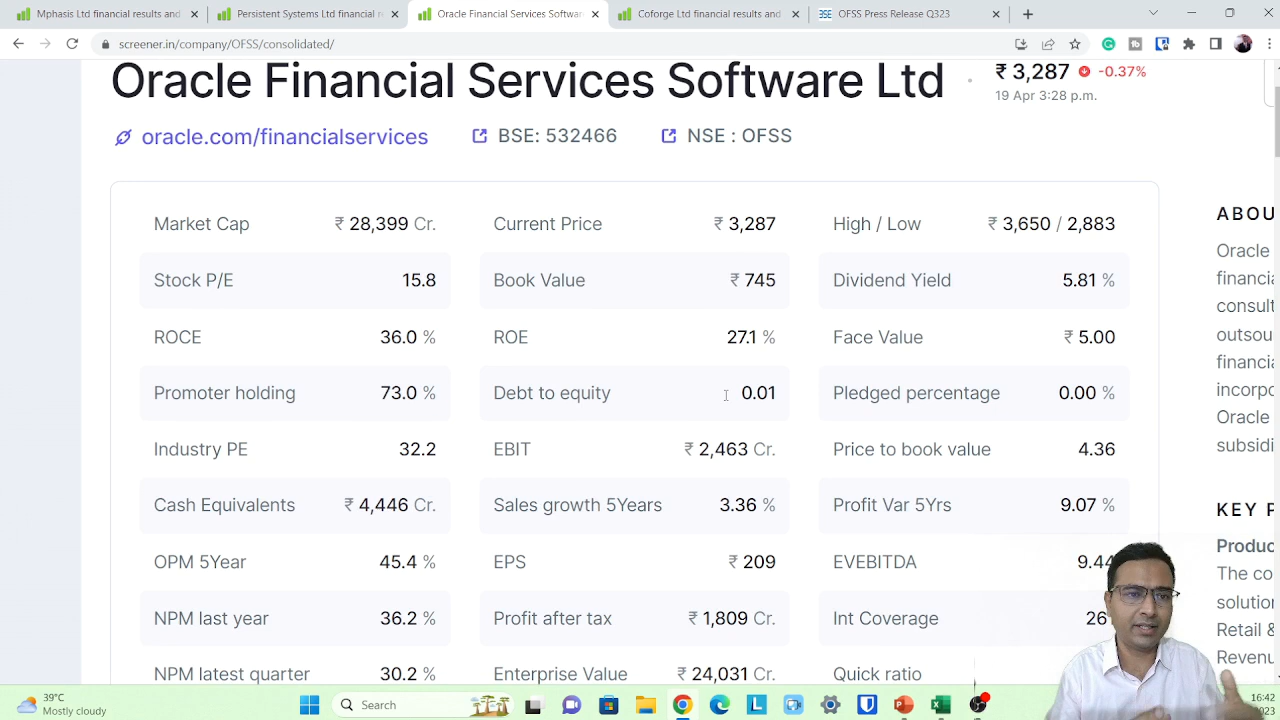 Mphasis Ltd financial results and
Persistent Systems Ltd financial re
Oracle Financial Services Softwar
Coforge Ltd financial results and
OFSS Press Release Q323
screener.in/company/OFSS/consolidated/
Oracle Financial Services Software Ltd
₹ 3,287 -0.37%
19 Apr 3:28 p.m.
oracle.com/financialservices BSE: 532466 NSE : OFSS
Market Cap ₹ 28,399 Cr. Current Price ₹ 3,287 High / Low ₹ 3,650 / 2,883
Stock P/E 15.8 Book Value ₹ 745 Dividend Yield 5.81 %
ROCE 36.0 % ROE 27.1 % Face Value ₹ 5.00
Promoter holding 73.0 % Debt to equity 0.01 Pledged percentage 0.00 %
Industry PE 32.2 EBIT ₹ 2,463 Cr. Price to book value 4.36
Cash Equivalents ₹ 4,446 Cr. Sales growth 5Years 3.36 % Profit Var 5Yrs 9.07 %
OPM 5Year 45.4 % EPS ₹ 209 EVEBITDA 9.44
NPM last year 36.2 % Profit after tax ₹ 1,809 Cr. Int Coverage 26
NPM latest quarter 30.2 % Enterprise Value ₹ 24,031 Cr. Quick ratio
ABOU
Oracle
financia
consult
outsou
financia
incorpo
Oracle
subsidi
KEY P
Produc
The co
solution
Retail &
Revenu
39°C
Mostly cloudy
Search
16:42
2023